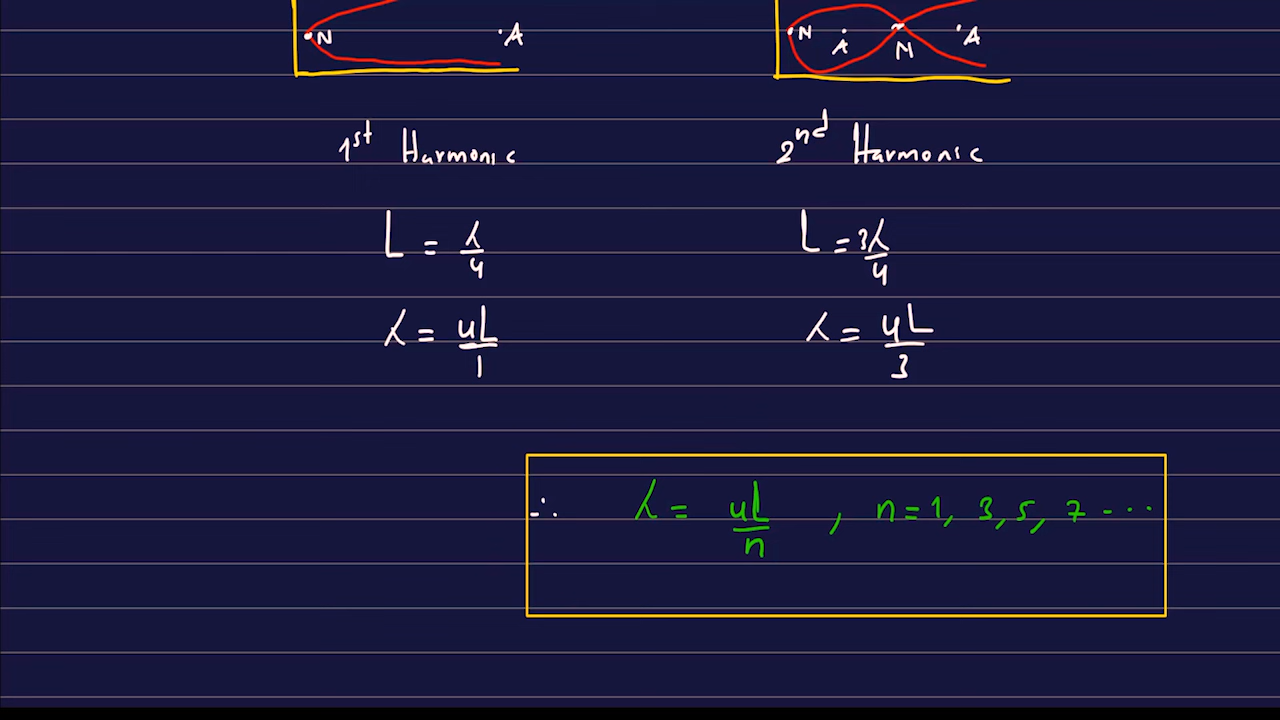 N A N A N A
1st Harmonic 2nd Harmonic
L = λ/4 L = 3λ/4
λ = 4L/1 λ = 4L/3
∴ λ = 4L/n , n = 1, 3, 5, 7 - ...